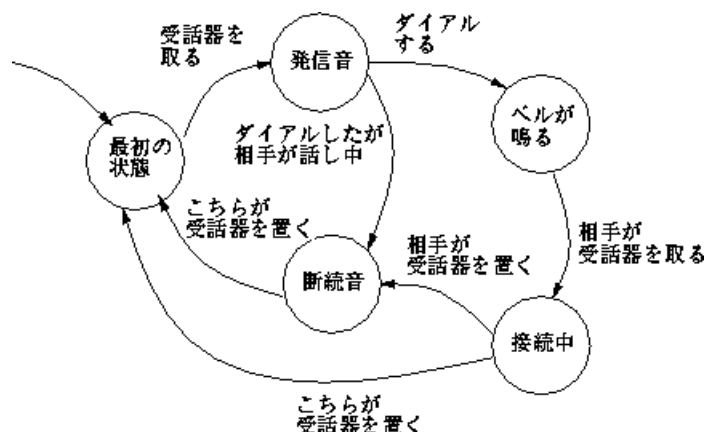 受話器を
取る
発信音
ダイアル
する
ベルが
鳴る
最初の
状態
ダイアルしたが
相手が話し中
こちらが
受話器を置く
断続音
相手が
受話器を置く
相手が
受話器を取る
接続中
こちらが
受話器を置く